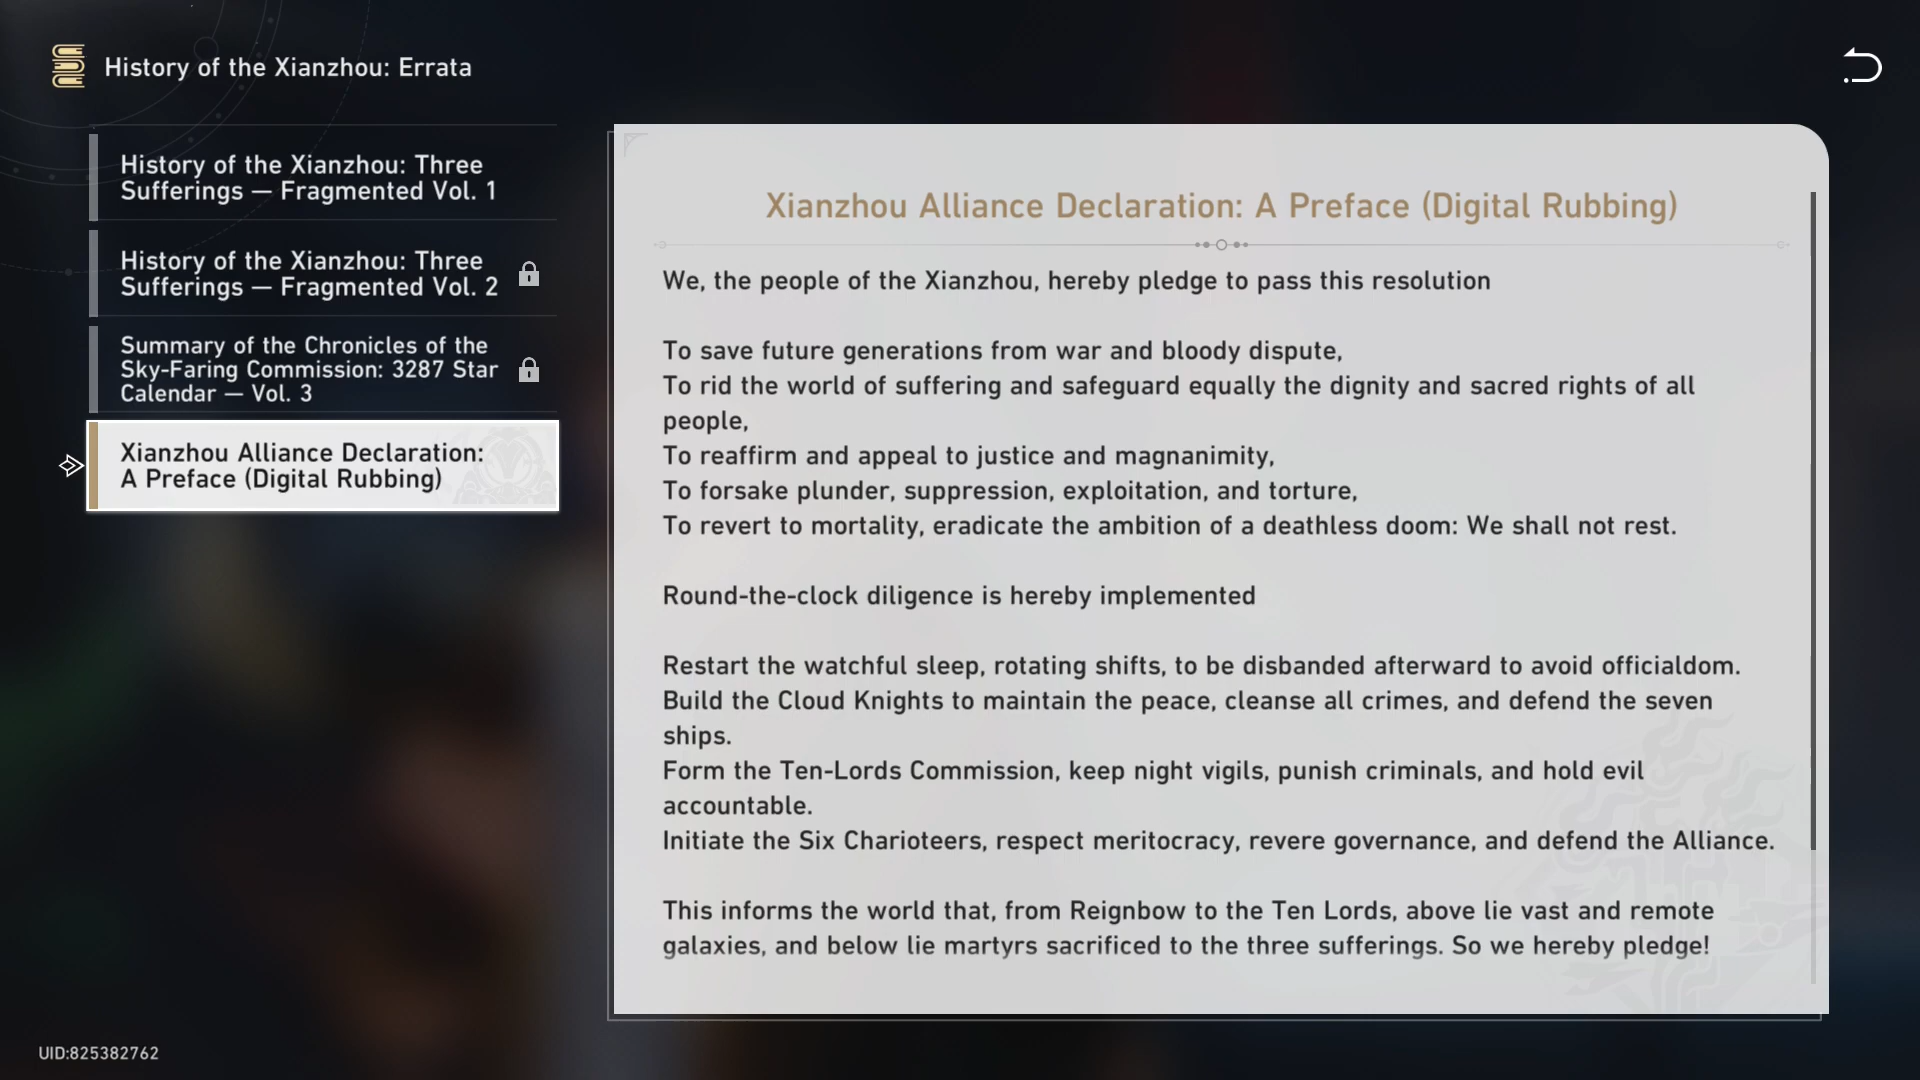 History of the Xianzhou: Errata
History of the Xianzhou: Three
Sufferings — Fragmented Vol. 1
History of the Xianzhou: Three
Sufferings — Fragmented Vol. 2
Summary of the Chronicles of the
Sky-Faring Commission: 3287 Star
Calendar — Vol. 3
Xianzhou Alliance Declaration:
A Preface (Digital Rubbing)
Xianzhou Alliance Declaration: A Preface (Digital Rubbing)
We, the people of the Xianzhou, hereby pledge to pass this resolution
To save future generations from war and bloody dispute,
To rid the world of suffering and safeguard equally the dignity and sacred rights of all
people,
To reaffirm and appeal to justice and magnanimity,
To forsake plunder, suppression, exploitation, and torture,
To revert to mortality, eradicate the ambition of a deathless doom: We shall not rest.
Round-the-clock diligence is hereby implemented
Restart the watchful sleep, rotating shifts, to be disbanded afterward to avoid officialdom.
Build the Cloud Knights to maintain the peace, cleanse all crimes, and defend the seven
ships.
Form the Ten-Lords Commission, keep night vigils, punish criminals, and hold evil
accountable.
Initiate the Six Charioteers, respect meritocracy, revere governance, and defend the Alliance.
This informs the world that, from Reignbow to the Ten Lords, above lie vast and remote
galaxies, and below lie martyrs sacrificed to the three sufferings. So we hereby pledge!
UID:825382762